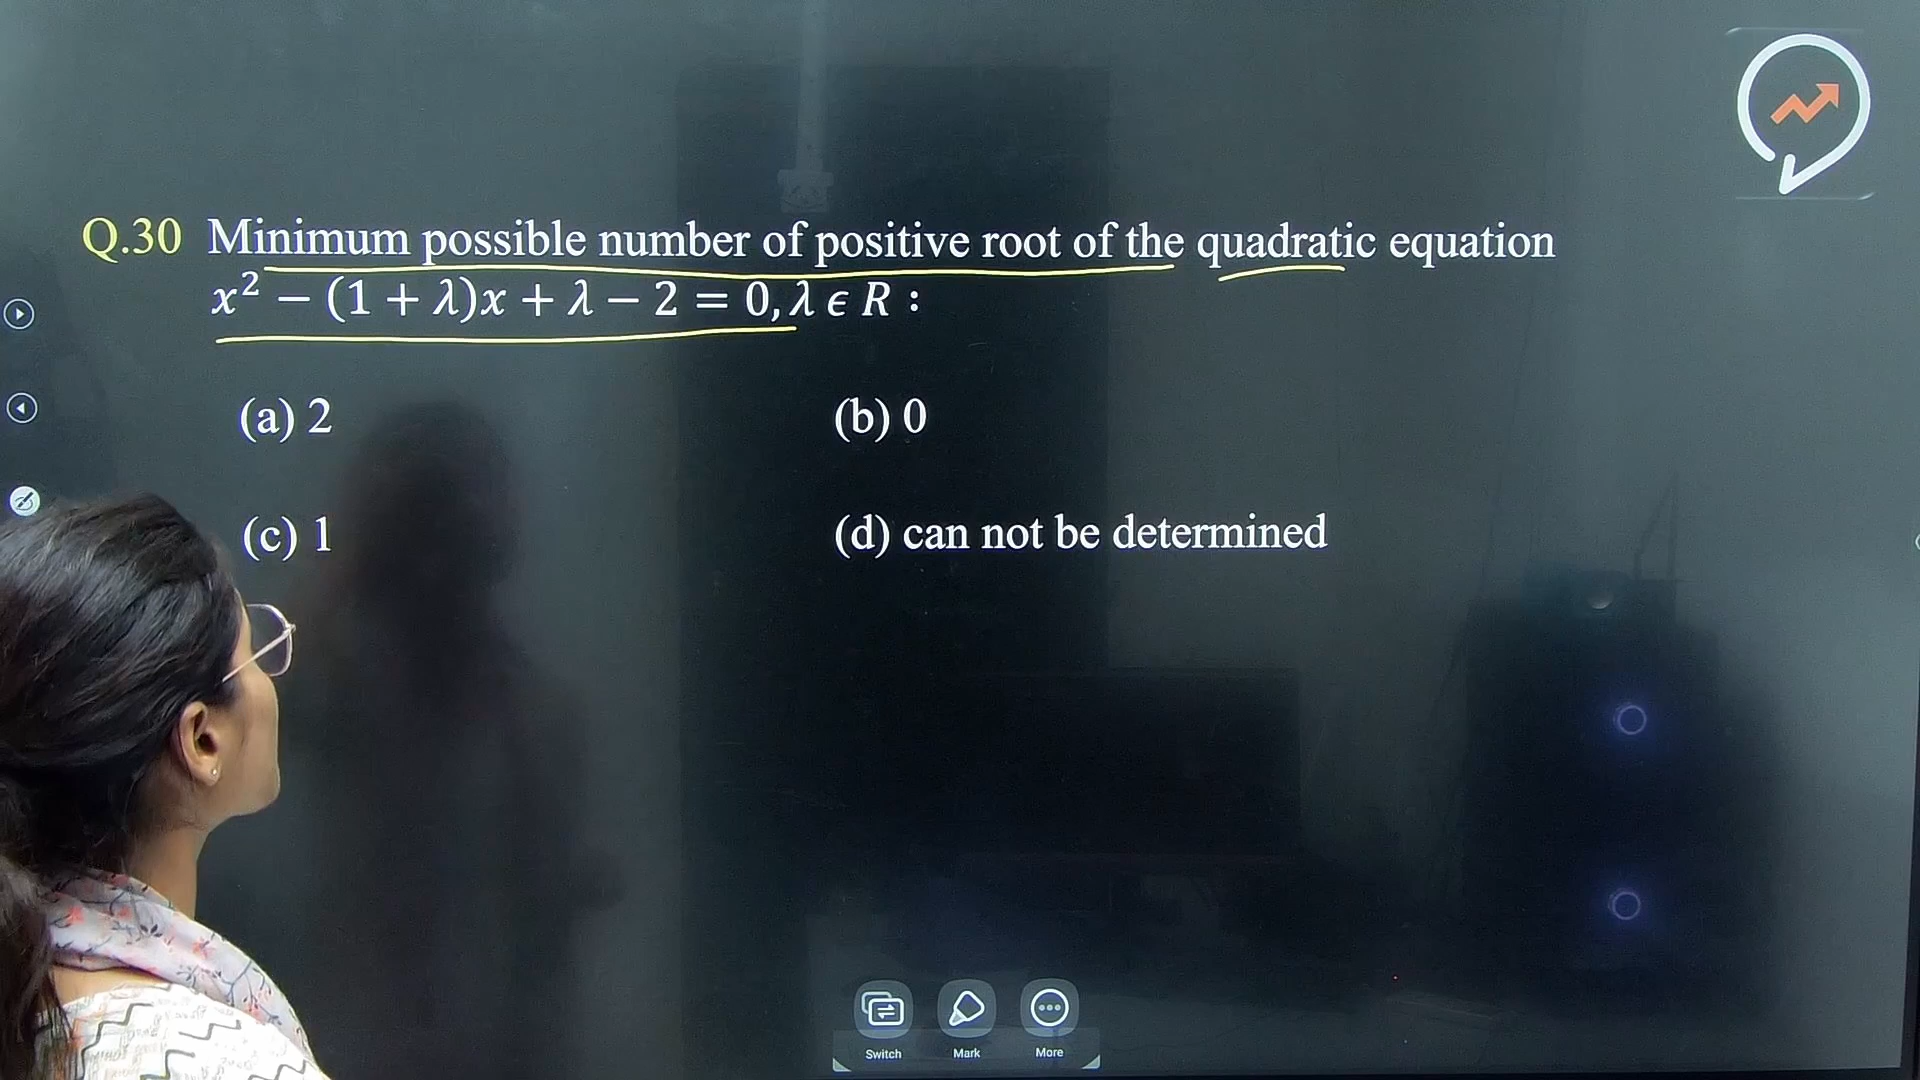 Q.30 Minimum possible number of positive root of the quadratic equation
x² − (1 + λ)x + λ − 2 = 0, λ ϵ R :
(a) 2
(b) 0
(c) 1
(d) can not be determined
Switch
Mark
More